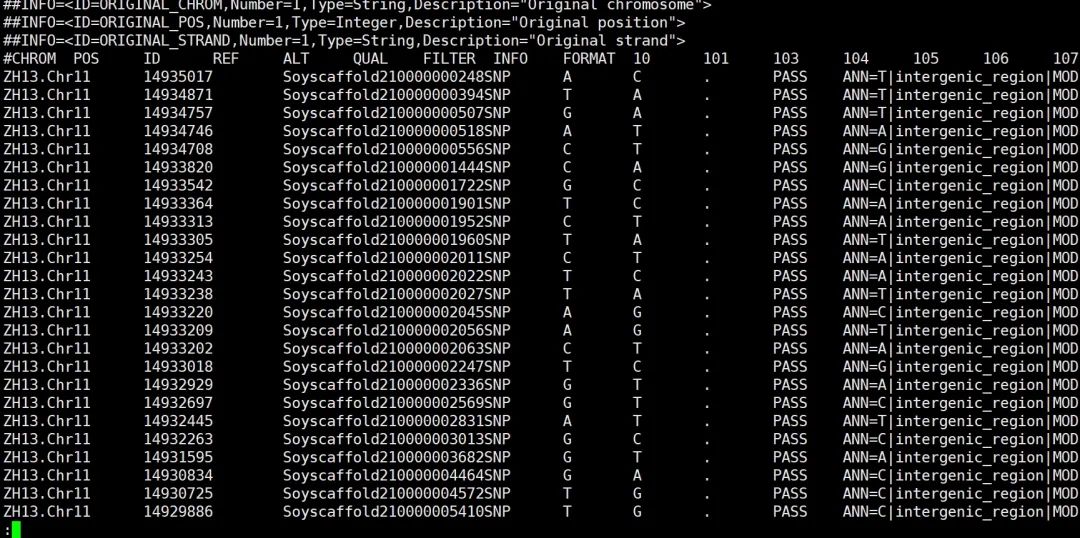 ##INFO=<ID=ORIGINAL_CHROM,Number=1,Type=String,Description="Original chromosome">
##INFO=<ID=ORIGINAL_POS,Number=1,Type=Integer,Description="Original position">
##INFO=<ID=ORIGINAL_STRAND,Number=1,Type=String,Description="Original strand">
#CHROM POS ID REF ALT QUAL FILTER INFO FORMAT 10 101 103 104 105 106 107
ZH13.Chr11 14935017 Soyscaffold210000000248SNP A C . PASS ANN=T|intergenic_region|MOD
ZH13.Chr11 14934871 Soyscaffold210000000394SNP T A . PASS ANN=T|intergenic_region|MOD
ZH13.Chr11 14934757 Soyscaffold210000000507SNP G A . PASS ANN=T|intergenic_region|MOD
ZH13.Chr11 14934746 Soyscaffold210000000518SNP A T . PASS ANN=A|intergenic_region|MOD
ZH13.Chr11 14934708 Soyscaffold210000000556SNP C T . PASS ANN=G|intergenic_region|MOD
ZH13.Chr11 14933820 Soyscaffold210000001444SNP C A . PASS ANN=G|intergenic_region|MOD
ZH13.Chr11 14933542 Soyscaffold210000001722SNP G C . PASS ANN=C|intergenic_region|MOD
ZH13.Chr11 14933364 Soyscaffold210000001901SNP T C . PASS ANN=A|intergenic_region|MOD
ZH13.Chr11 14933313 Soyscaffold210000001952SNP C T . PASS ANN=A|intergenic_region|MOD
ZH13.Chr11 14933305 Soyscaffold210000001960SNP T A . PASS ANN=T|intergenic_region|MOD
ZH13.Chr11 14933254 Soyscaffold210000002011SNP C T . PASS ANN=A|intergenic_region|MOD
ZH13.Chr11 14933243 Soyscaffold210000002022SNP T C . PASS ANN=A|intergenic_region|MOD
ZH13.Chr11 14933238 Soyscaffold210000002027SNP T A . PASS ANN=T|intergenic_region|MOD
ZH13.Chr11 14933220 Soyscaffold210000002045SNP A G . PASS ANN=C|intergenic_region|MOD
ZH13.Chr11 14933209 Soyscaffold210000002056SNP A G . PASS ANN=T|intergenic_region|MOD
ZH13.Chr11 14933202 Soyscaffold210000002063SNP C T . PASS ANN=A|intergenic_region|MOD
ZH13.Chr11 14933018 Soyscaffold210000002247SNP T C . PASS ANN=G|intergenic_region|MOD
ZH13.Chr11 14932929 Soyscaffold210000002336SNP G T . PASS ANN=A|intergenic_region|MOD
ZH13.Chr11 14932697 Soyscaffold210000002569SNP G T . PASS ANN=C|intergenic_region|MOD
ZH13.Chr11 14932445 Soyscaffold210000002831SNP A T . PASS ANN=T|intergenic_region|MOD
ZH13.Chr11 14932263 Soyscaffold210000003013SNP G C . PASS ANN=C|intergenic_region|MOD
ZH13.Chr11 14931595 Soyscaffold210000003682SNP G T . PASS ANN=A|intergenic_region|MOD
ZH13.Chr11 14930834 Soyscaffold210000004464SNP G A . PASS ANN=C|intergenic_region|MOD
ZH13.Chr11 14930725 Soyscaffold210000004572SNP T G . PASS ANN=C|intergenic_region|MOD
ZH13.Chr11 14929886 Soyscaffold210000005410SNP T G . PASS ANN=C|intergenic_region|MOD
: